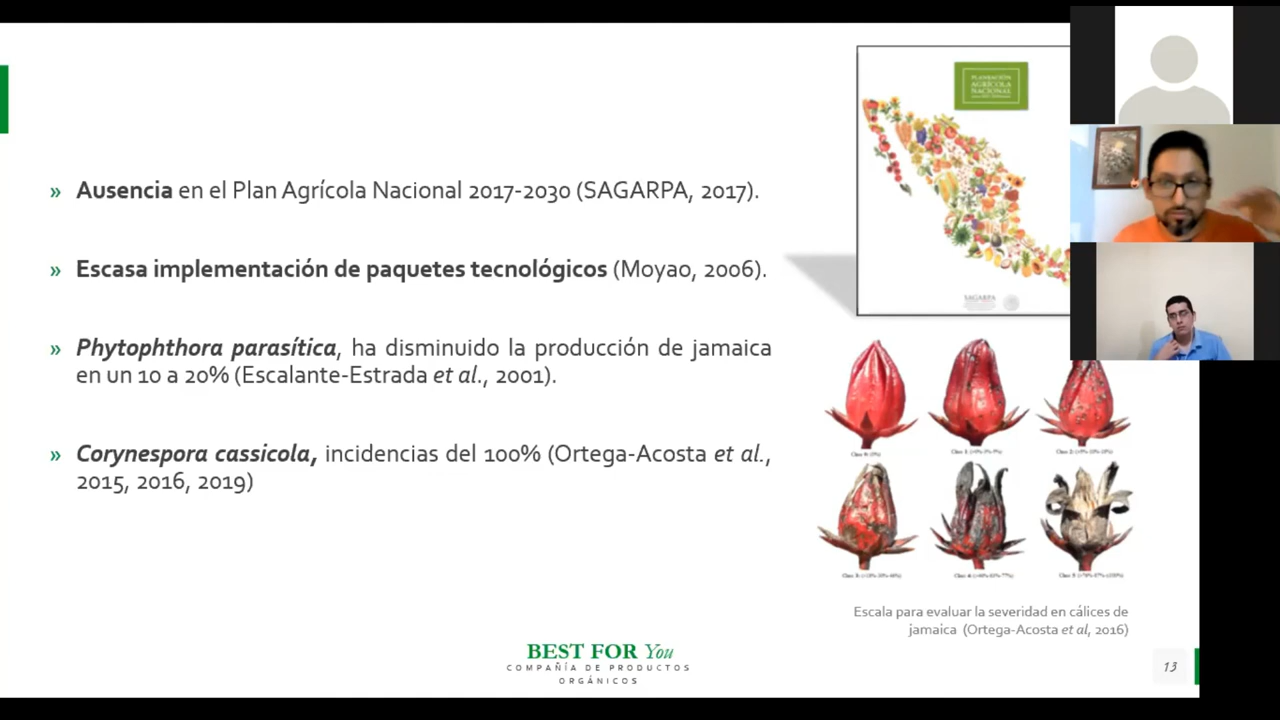 PLANEACIÓN
AGRÍCOLA
NACIONAL
» Ausencia en el Plan Agrícola Nacional 2017-2030 (SAGARPA, 2017).
» Escasa implementación de paquetes tecnológicos (Moyao, 2006).
SAGARPA
» Phytophthora parasítica, ha disminuido la producción de jamaica
en un 10 a 20% (Escalante-Estrada et al., 2001).
» Corynespora cassicola, incidencias del 100% (Ortega-Acosta et al.,
2015, 2016, 2019)
Escala para evaluar la severidad en cálices de
jamaica (Ortega-Acosta et al, 2016)
BEST FOR You
COMPAÑÍA DE PRODUCTOS
ORGÁNICOS
13